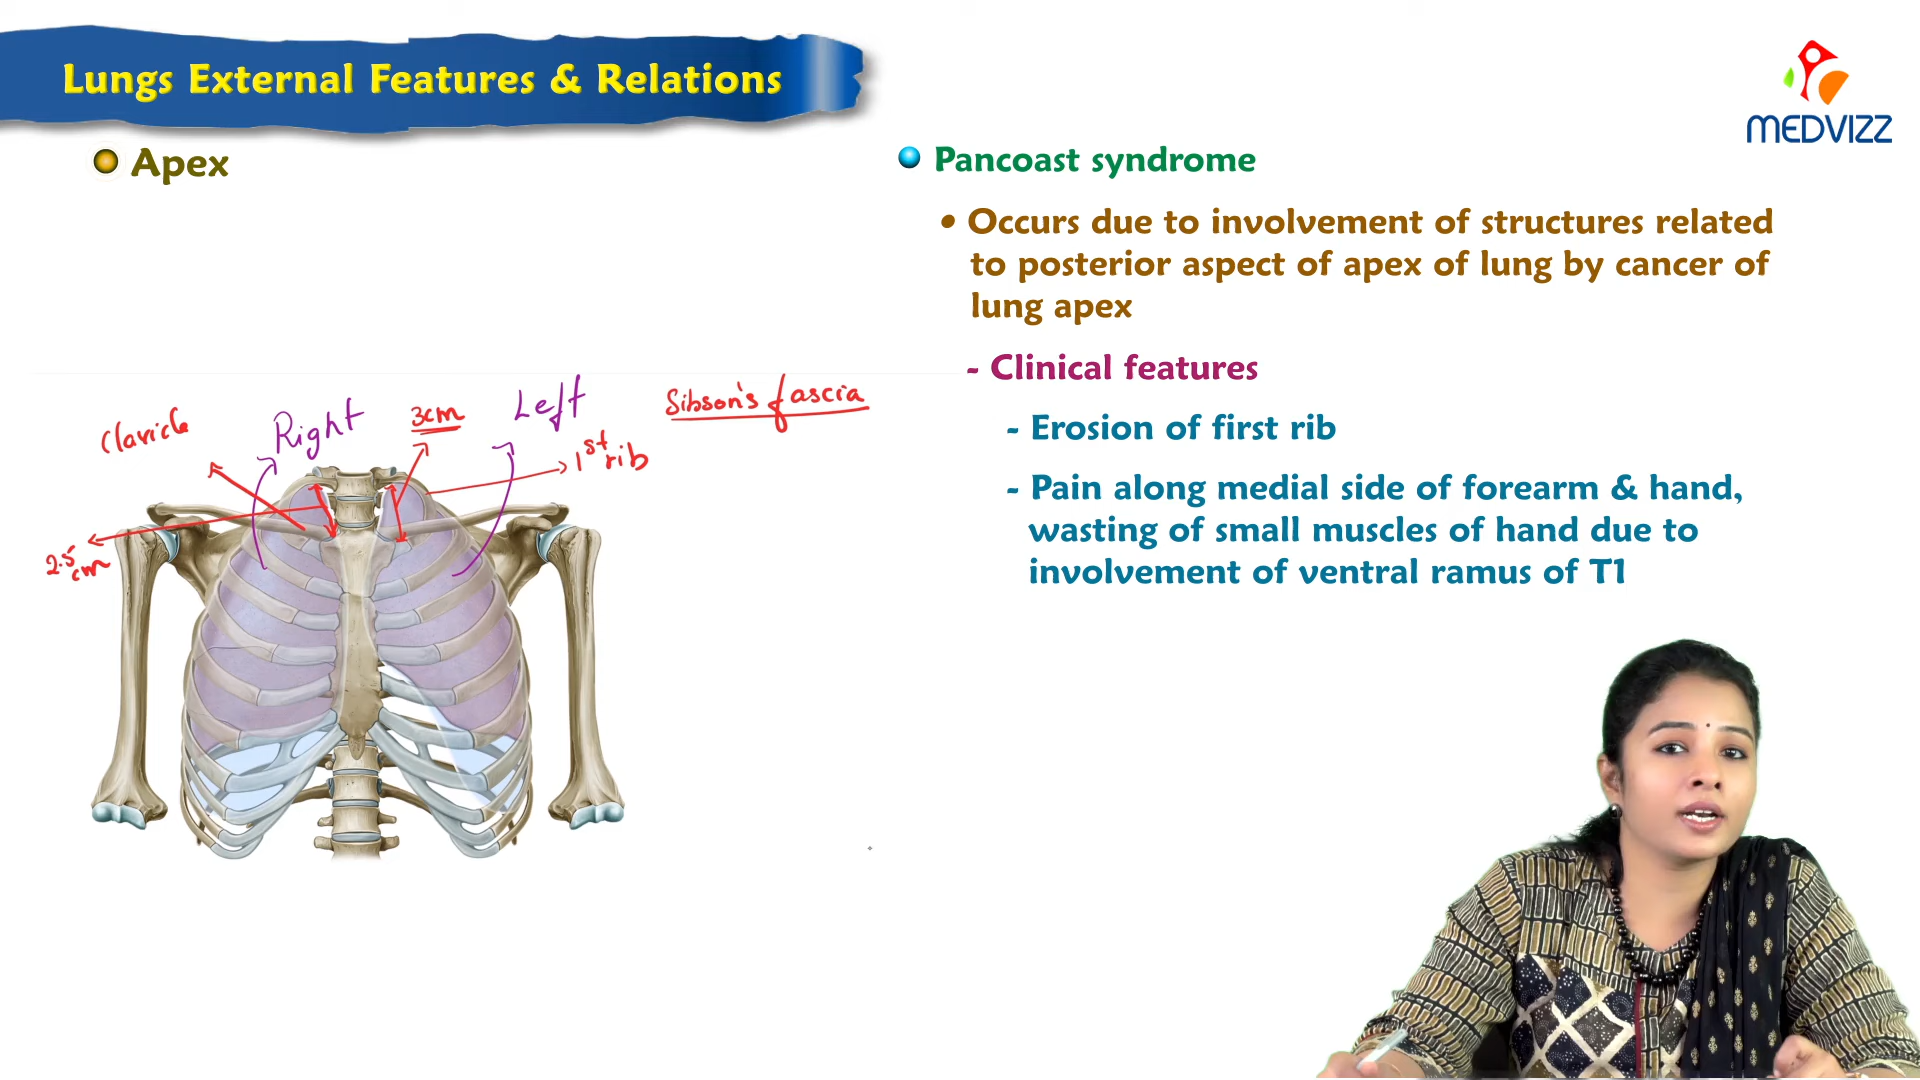 Lungs External Features & Relations
MEDVIZZ
Apex
Clavicle
Right
3cm
Left
Sibson's fascia
1st rib
2.5 cm
Pancoast syndrome
• Occurs due to involvement of structures related
to posterior aspect of apex of lung by cancer of
lung apex
- Clinical features
- Erosion of first rib
- Pain along medial side of forearm & hand,
wasting of small muscles of hand due to
involvement of ventral ramus of T1